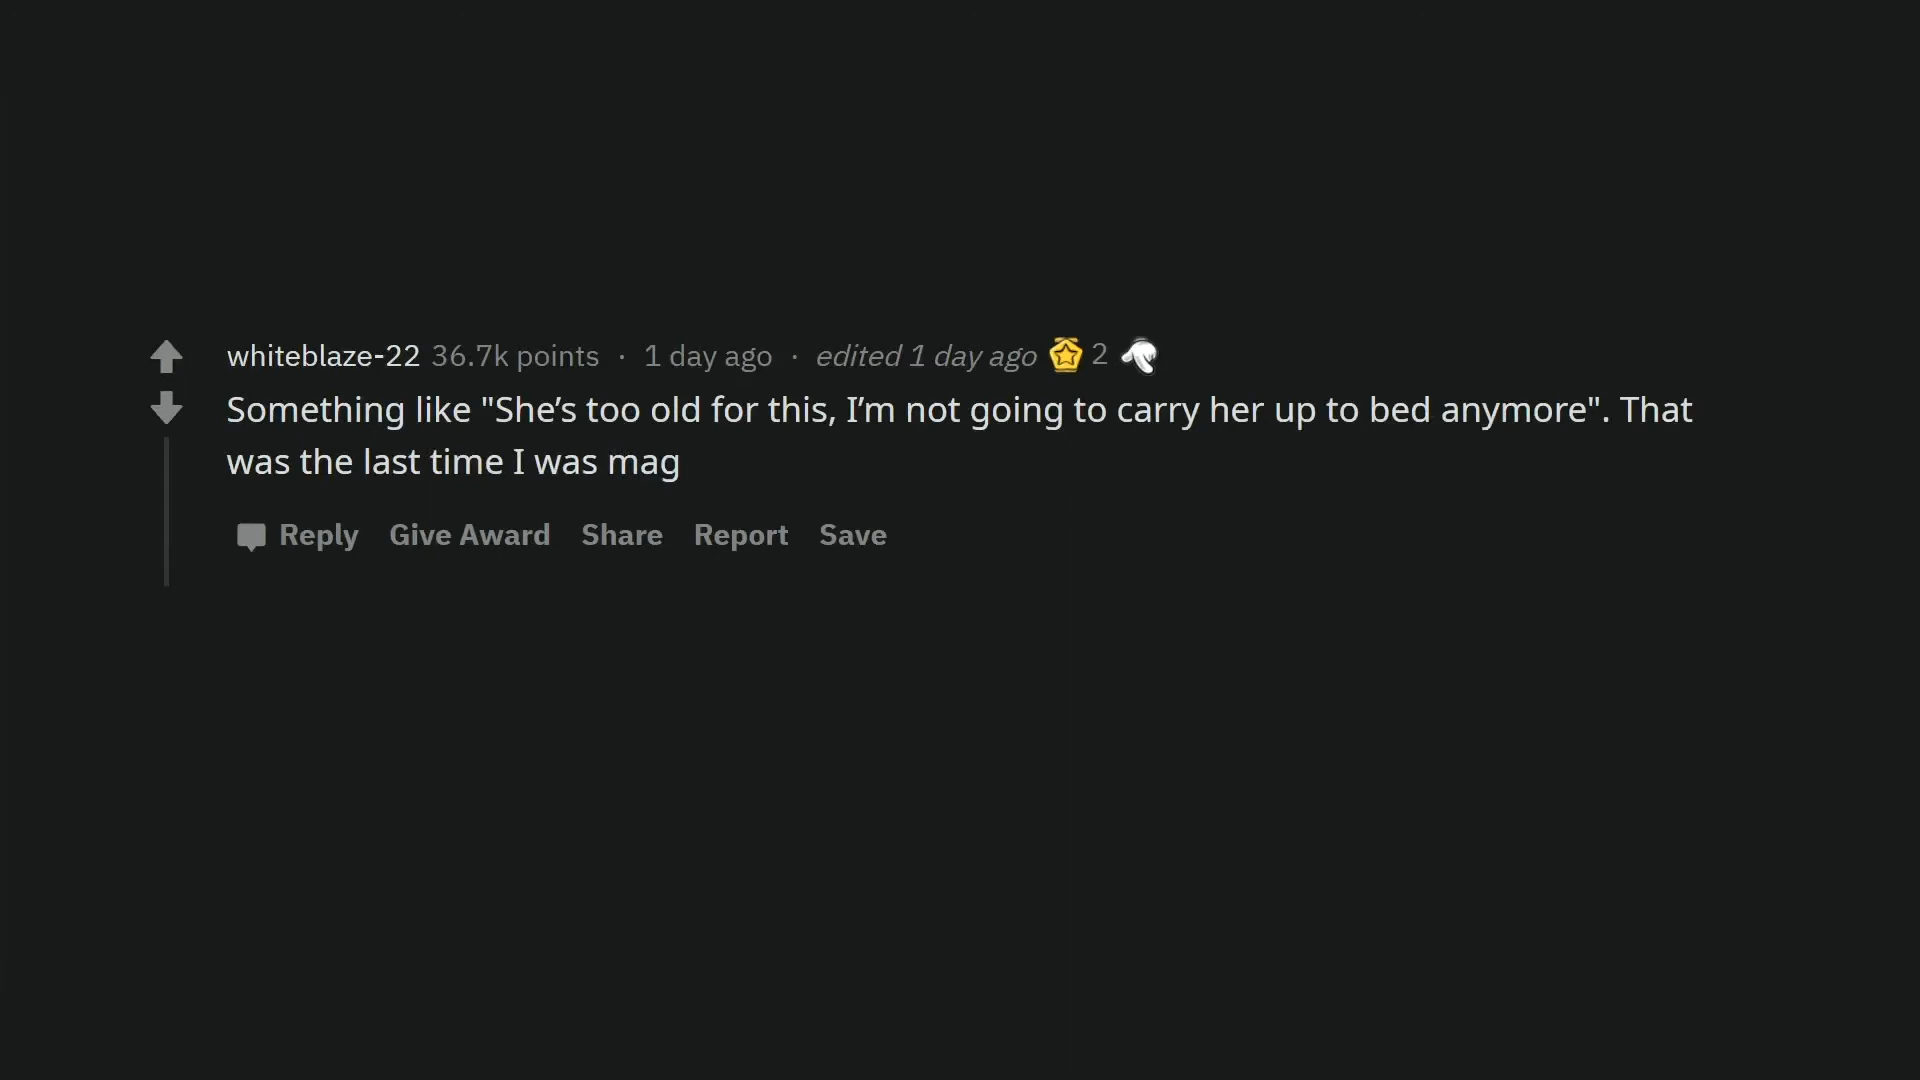 whiteblaze-22 36.7k points · 1 day ago · edited 1 day ago 2
Something like "She’s too old for this, I’m not going to carry her up to bed anymore". That
was the last time I was mag
Reply Give Award Share Report Save